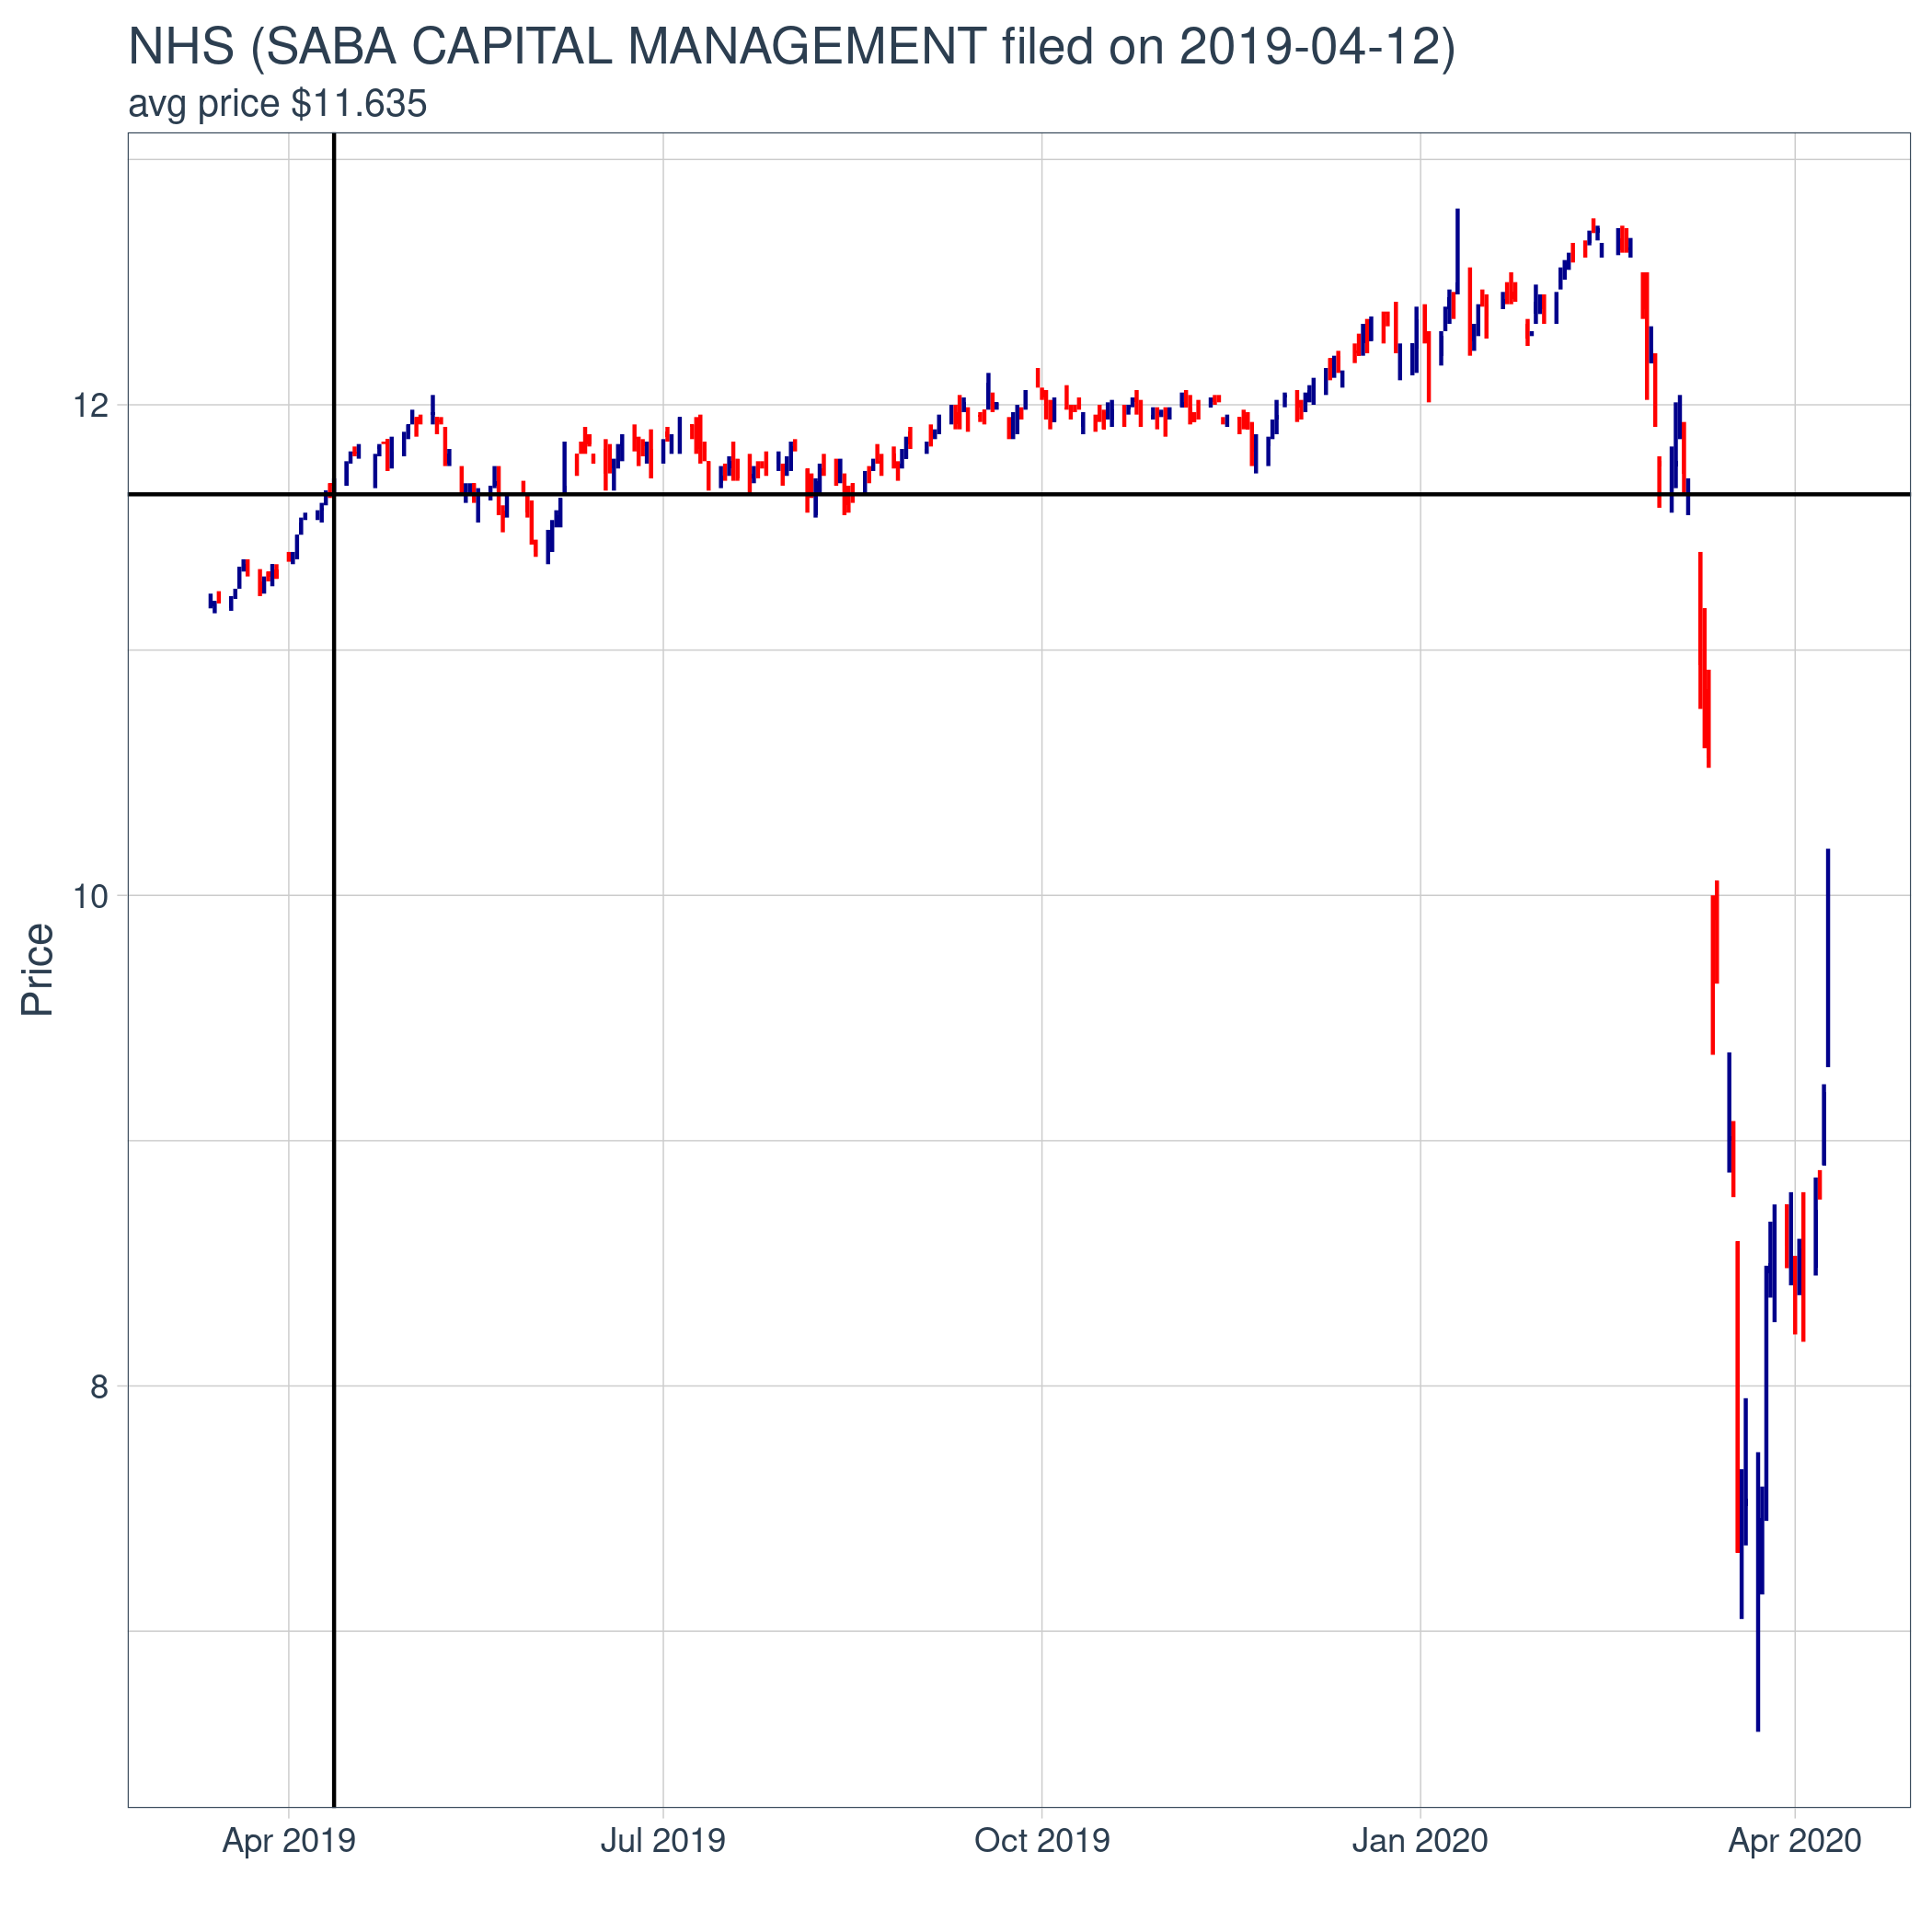 NHS (SABA CAPITAL MANAGEMENT filed on 2019-04-12)
avg price $11.635
12
10
8
Price
Apr 2019
Jul 2019
Oct 2019
Jan 2020
Apr 2020